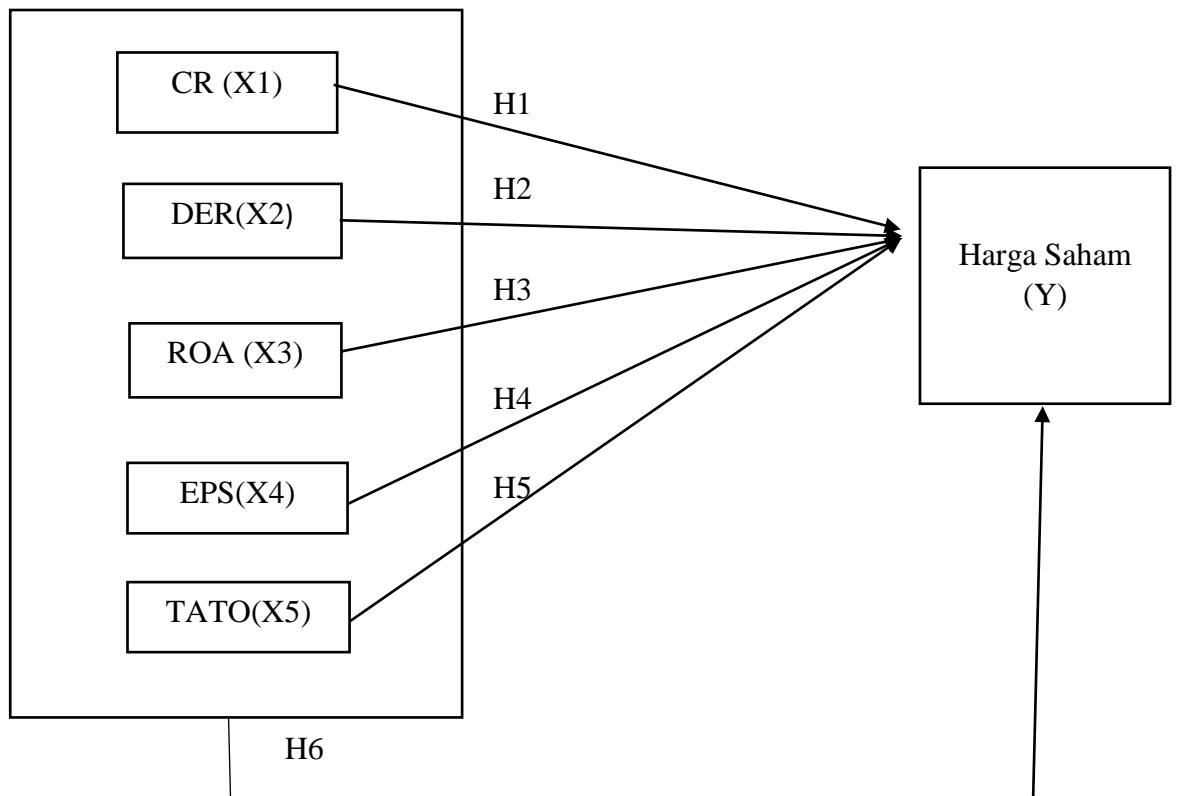 CR (X1)
H1
DER(X2)
H2
Harga Saham
(Y)
ROA (X3)
H3
EPS(X4)
H4
H5
TATO(X5)
H6